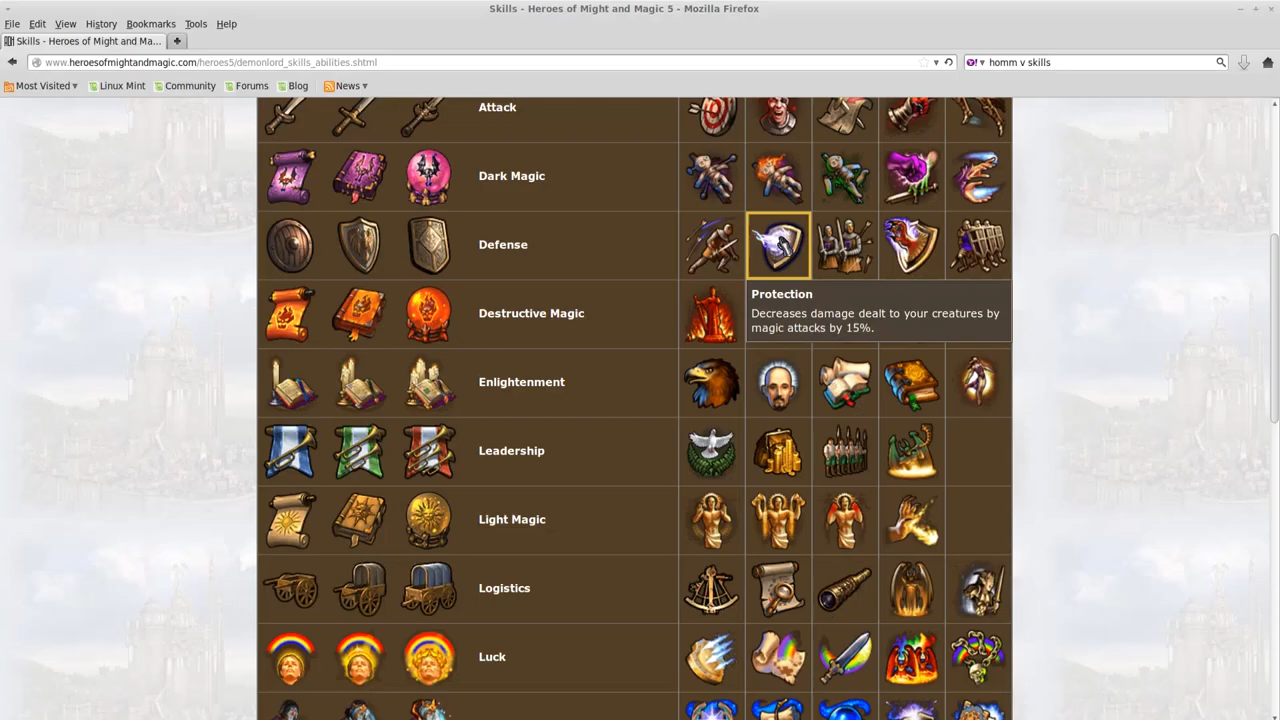 Skills - Heroes of Might and Magic 5 - Mozilla Firefox
File Edit View History Bookmarks Tools Help
Skills - Heroes of Might and Ma...
www.heroesofmightandmagic.com/heroes5/demonlord_skills_abilities.shtml
homm v skills
Most Visited Linux Mint Community Forums Blog News
Attack
Dark Magic
Defense
Protection
Decreases damage dealt to your creatures by
magic attacks by 15%.
Destructive Magic
Enlightenment
Leadership
Light Magic
Logistics
Luck